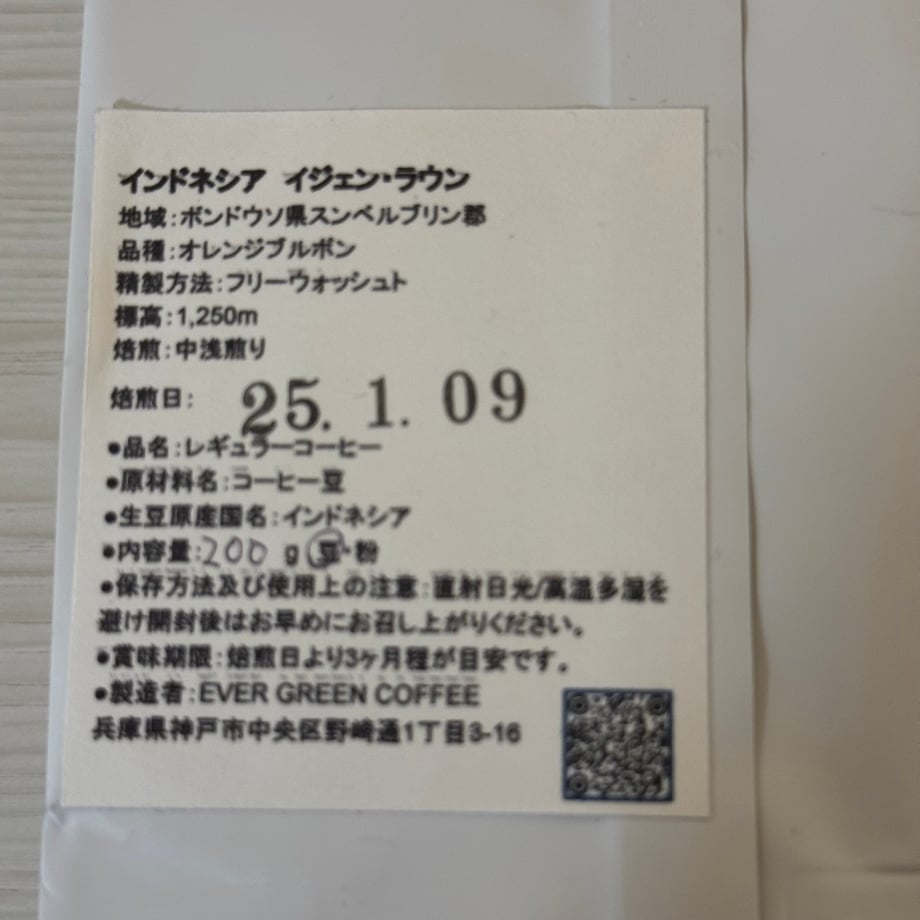 インドネシア イジェン・ラウン
地域:ボンドウソ県スンベルブリン郡
品種:オレンジブルボン
精製方法:フリーウォッシュト
標高:1,250m
焙煎:中浅煎り
焙煎日: 25. 1. 09
●品名:レギュラーコーヒー
●原材料名:コーヒー豆
●生豆原産国名:インドネシア
●内容量:200 g 豆・粉
●保存方法及び使用上の注意:直射日光/高温多湿を
避け開封後はお早めにお召し上がりください。
●賞味期限:焙煎日より3ヶ月程が目安です。
●製造者:EVER GREEN COFFEE
兵庫県神戸市中央区野崎通1丁目3-16